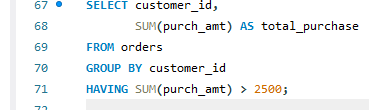 67 SELECT customer_id,
68 SUM(purch_amt) AS total_purchase
69 FROM orders
70 GROUP BY customer_id
71 HAVING SUM(purch_amt) > 2500;
72